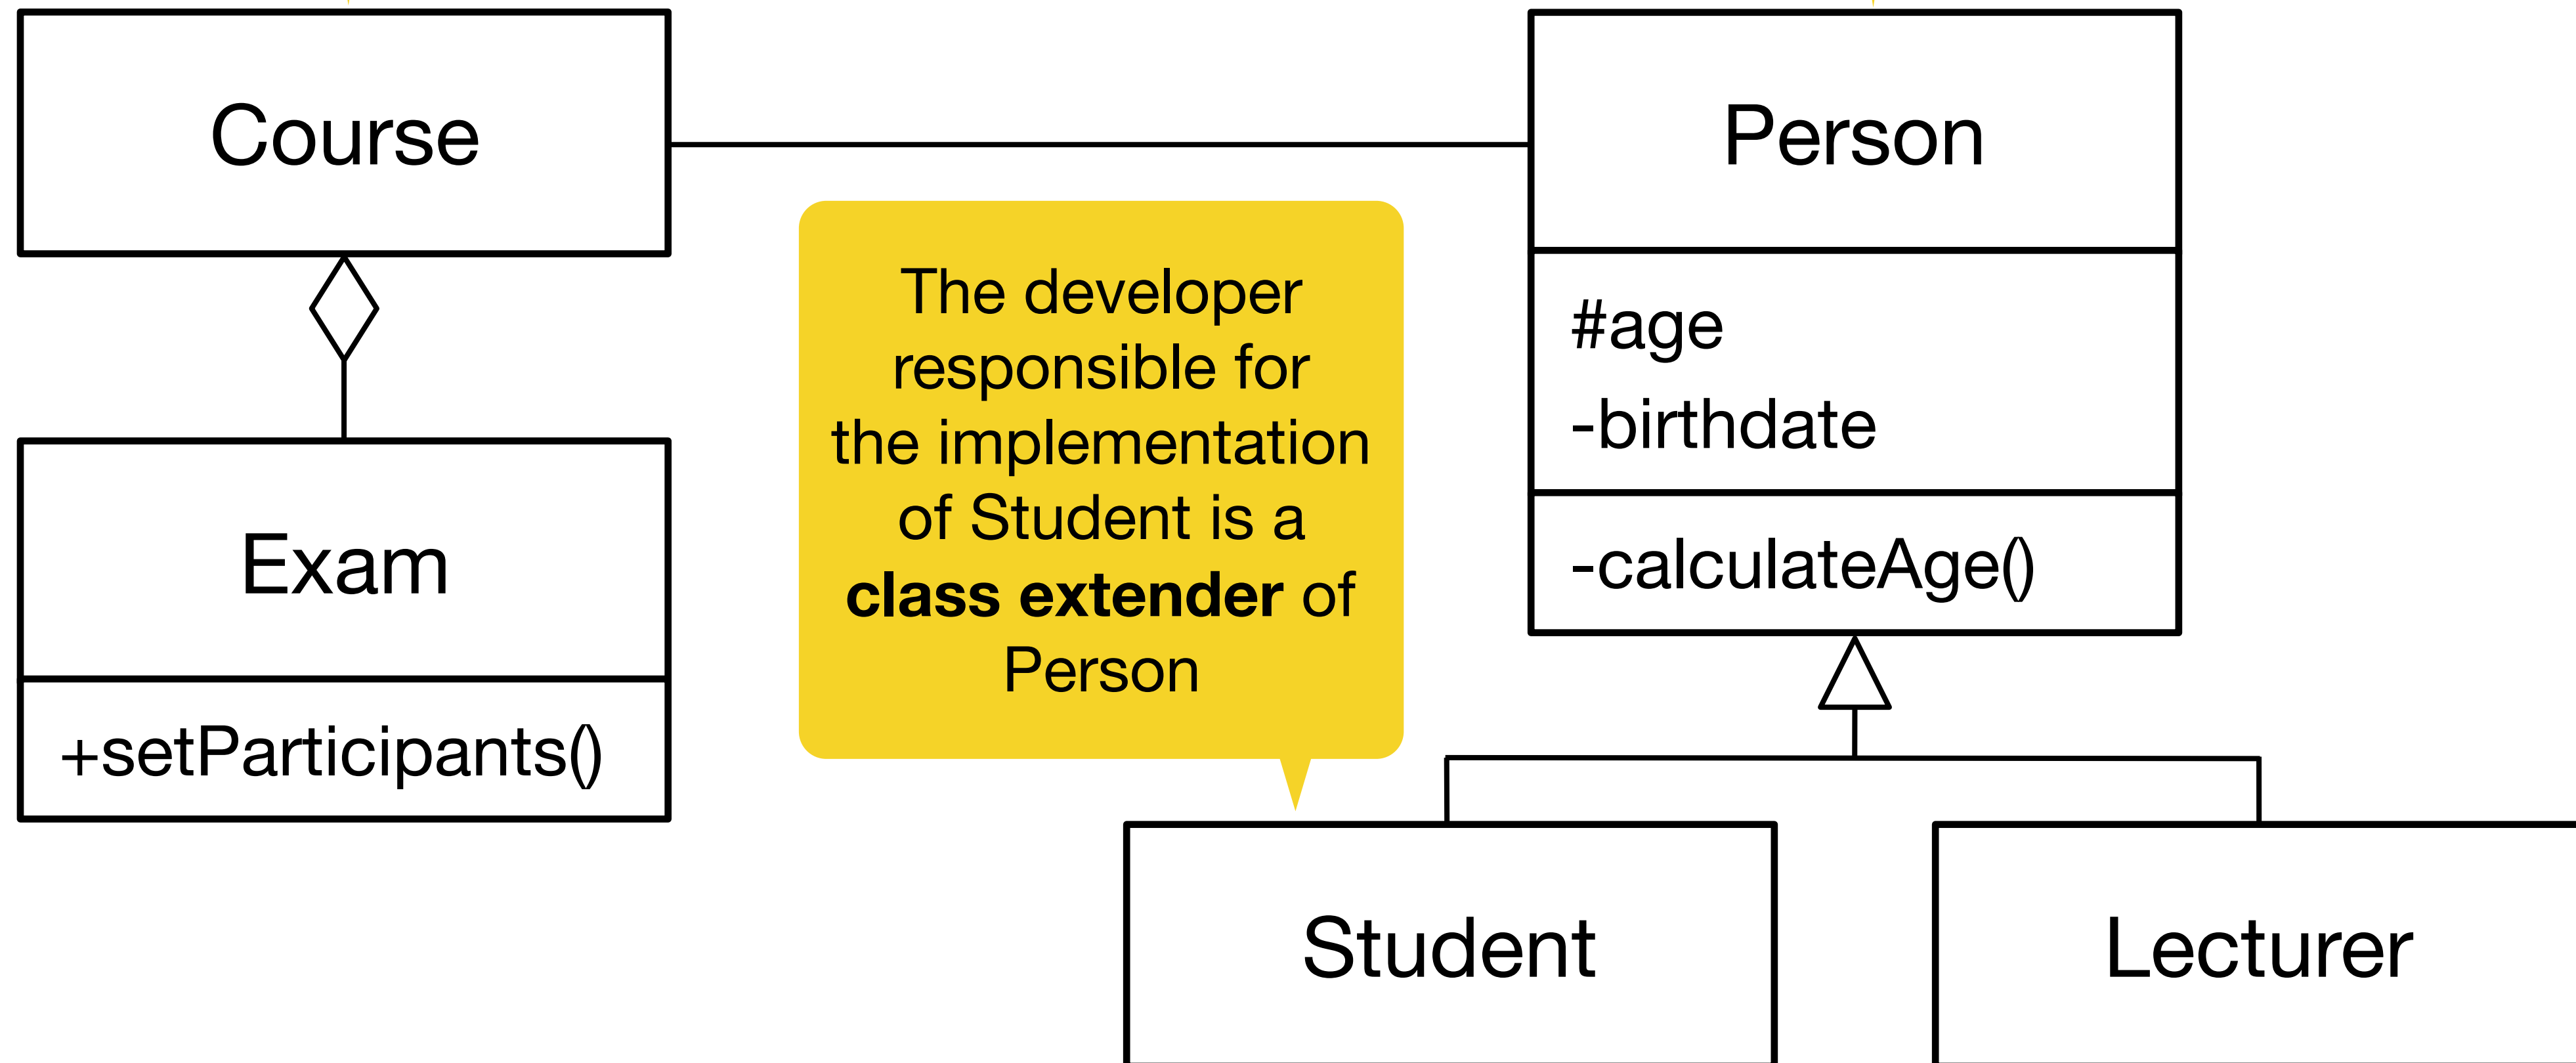 Course
Person
The developer
responsible for
the implementation
of Student is a
class extender of
Person
#age
-birthdate
-calculateAge()
Exam
+setParticipants()
Student
Lecturer